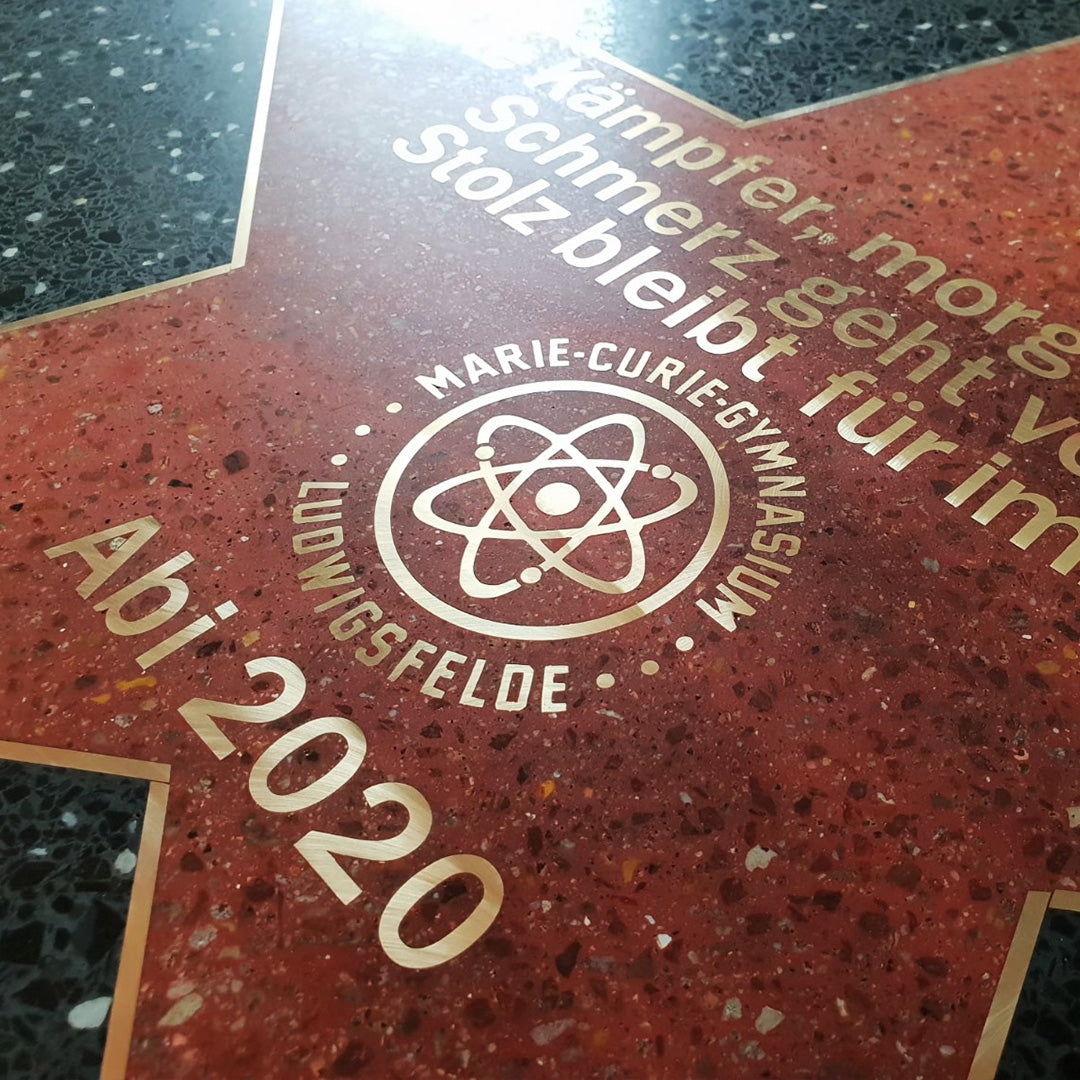 Kämpfer,
Schmerz geht
Stolz bleibt für
MARIE-CURIE-GYMNASIUM
LUDWIGSFELDE
Abi 2020